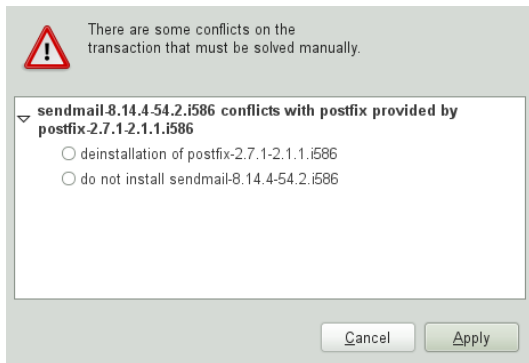 There are some conflicts on the
transaction that must be solved manually.
sendmail-8.14.4-54.2.i586 conflicts with postfix provided by
postfix-2.7.1-2.1.1.i586
deinstallation of postfix-2.7.1-2.1.1.i586
do not install sendmail-8.14.4-54.2.i586
Cancel
Apply